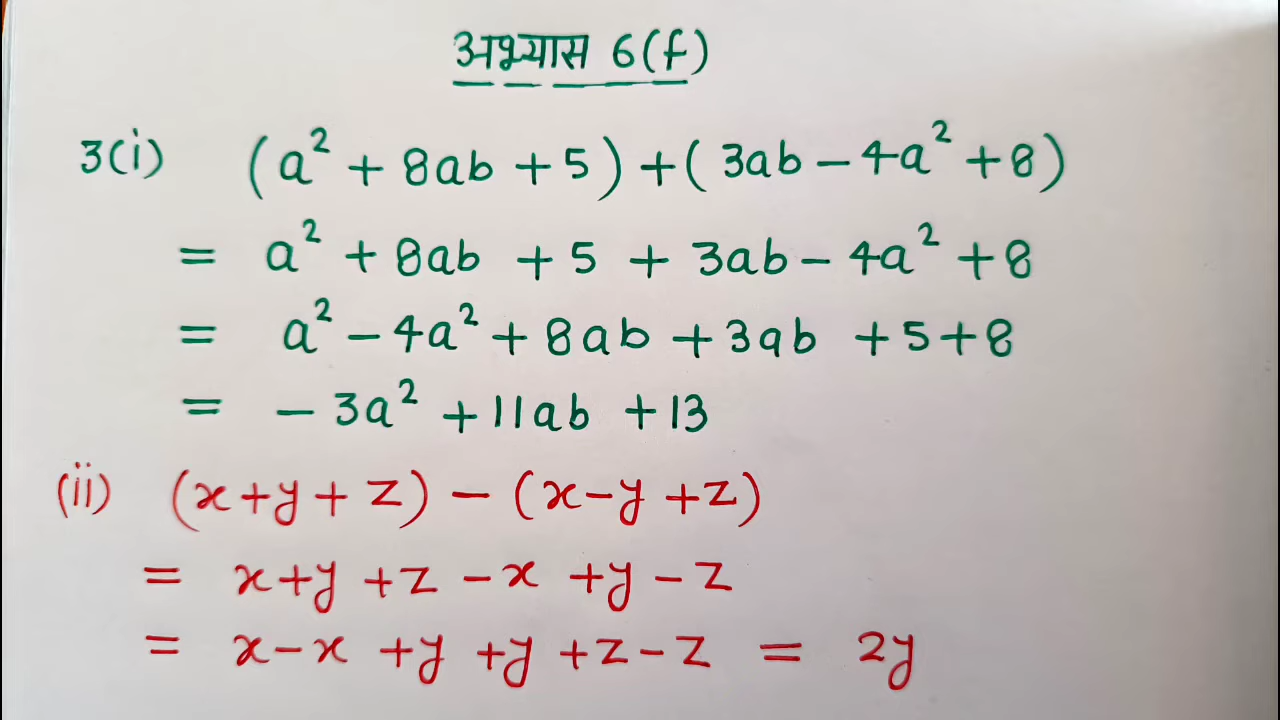 अभ्यास 6(f)
3(i) (a² + 8ab + 5) + (3ab - 4a² + 8)
= a² + 8ab + 5 + 3ab - 4a² + 8
= a² - 4a² + 8ab + 3ab + 5 + 8
= - 3a² + 11ab + 13
(ii) (x + y + z) - (x - y + z)
= x + y + z - x + y - z
= x - x + y + y + z - z = 2y